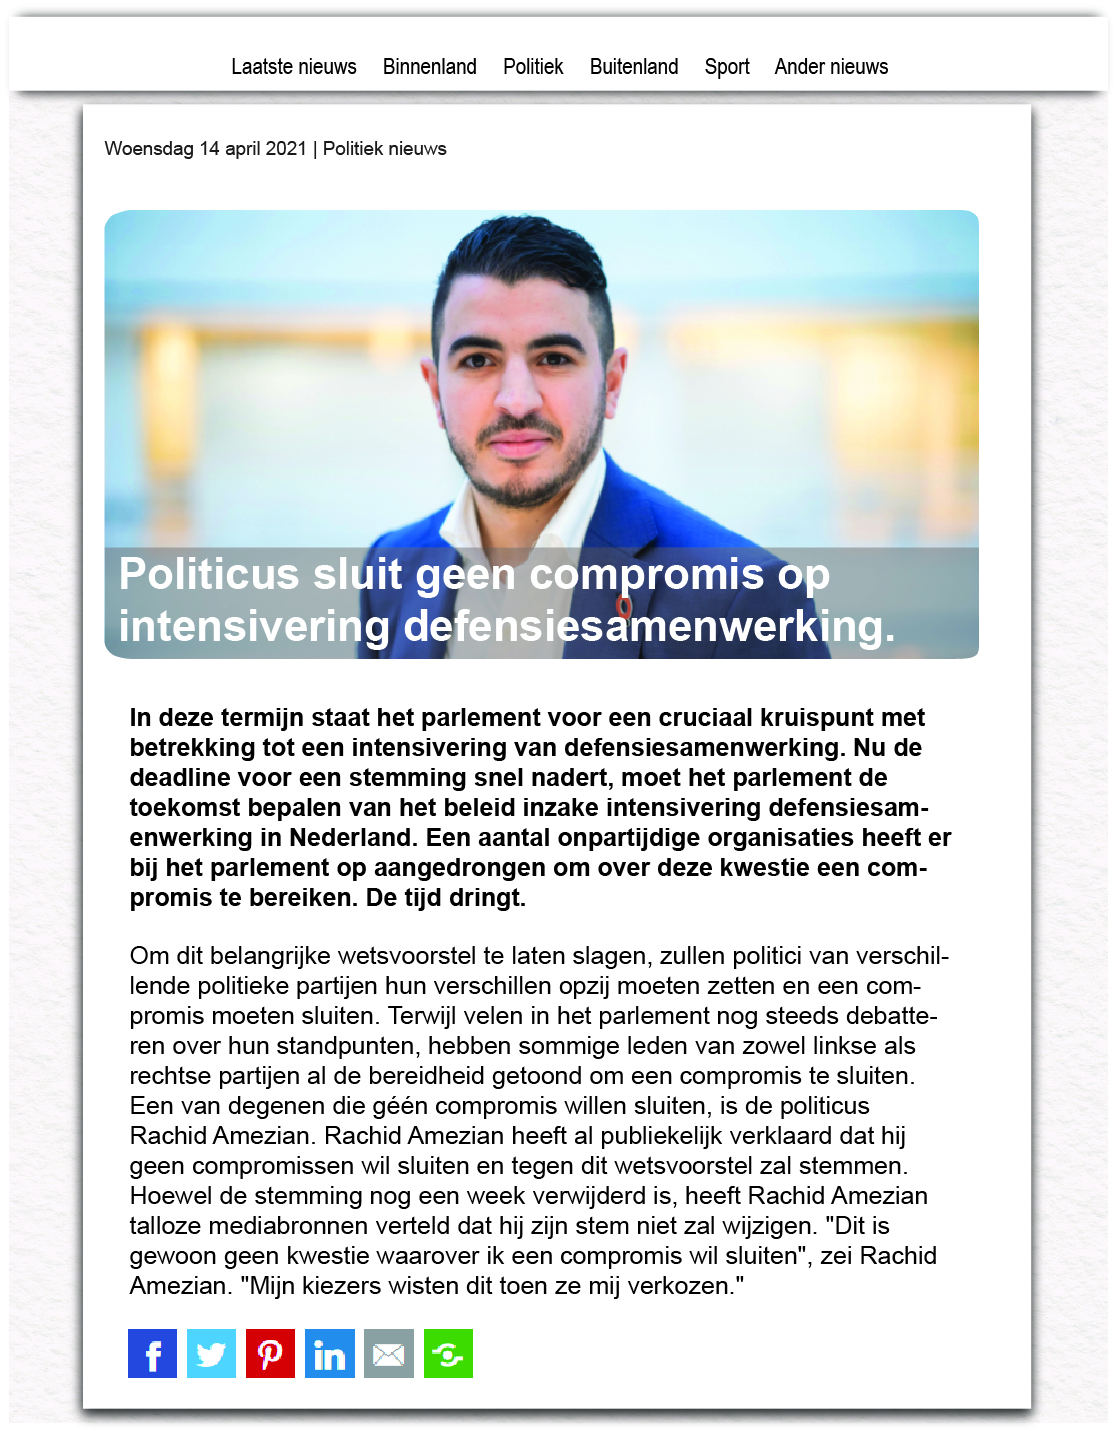 Laatste nieuws Binnenland Politiek Buitenland Sport Ander nieuws
Woensdag 14 april 2021 | Politiek nieuws
Politicus sluit geen compromis op
intensivering defensiesamenwerking.
In deze termijn staat het parlement voor een cruciaal kruispunt met
betrekking tot een intensivering van defensiesamenwerking. Nu de
deadline voor een stemming snel nadert, moet het parlement de
toekomst bepalen van het beleid inzake intensivering defensiesam-
enwerking in Nederland. Een aantal onpartijdige organisaties heeft er
bij het parlement op aangedrongen om over deze kwestie een com-
promis te bereiken. De tijd dringt.
Om dit belangrijke wetsvoorstel te laten slagen, zullen politici van verschil-
lende politieke partijen hun verschillen opzij moeten zetten en een com-
promis moeten sluiten. Terwijl velen in het parlement nog steeds debatte-
ren over hun standpunten, hebben sommige leden van zowel linkse als
rechtse partijen al de bereidheid getoond om een compromis te sluiten.
Een van degenen die géén compromis willen sluiten, is de politicus
Rachid Amezian. Rachid Amezian heeft al publiekelijk verklaard dat hij
geen compromissen wil sluiten en tegen dit wetsvoorstel zal stemmen.
Hoewel de stemming nog een week verwijderd is, heeft Rachid Amezian
talloze mediabronnen verteld dat hij zijn stem niet zal wijzigen. "Dit is
gewoon geen kwestie waarover ik een compromis wil sluiten", zei Rachid
Amezian. "Mijn kiezers wisten dit toen ze mij verkozen."